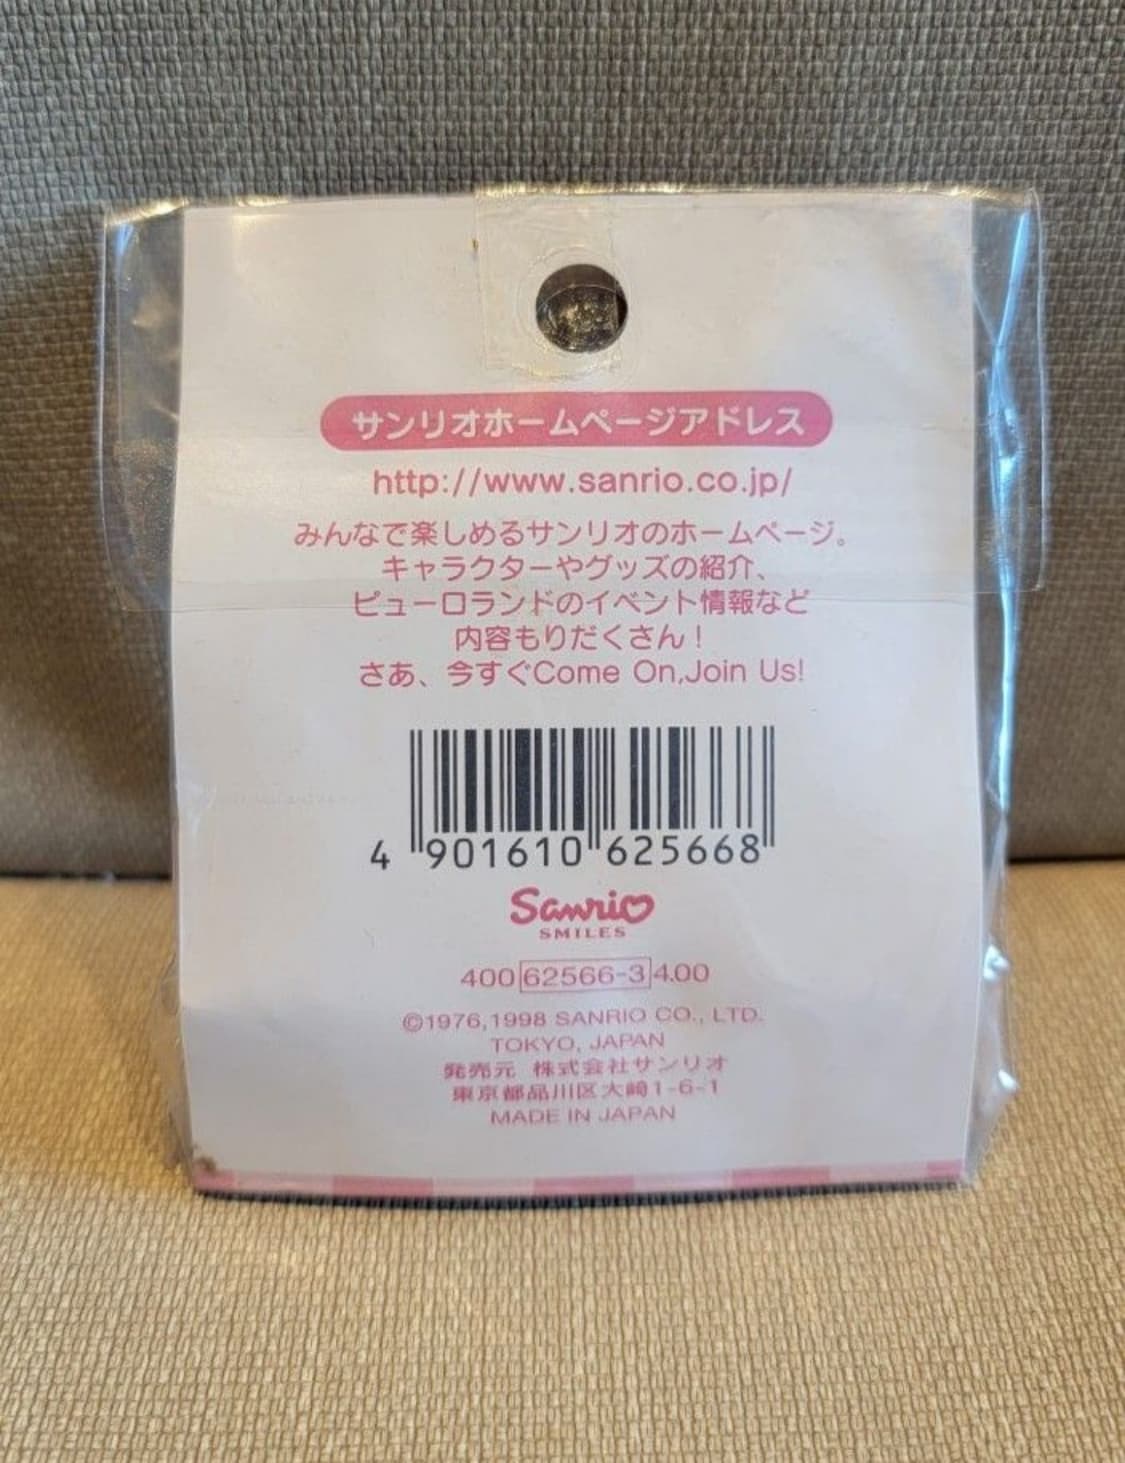 サンリオホームページアドレス
http://www.sanrio.co.jp/
みんなで楽しめるサンリオのホームページ。
キャラクターやグッズの紹介、
ピューロランドのイベント情報など
内容もりだくさん！
さあ、今すぐCome On,Join Us!
4 901610 625668
Sanrio
SMILES
400 62566-3 4.00
©1976,1998 SANRIO CO., LTD.
TOKYO, JAPAN
発売元 株式会社サンリオ
東京都品川区大崎1-6-1
MADE IN JAPAN